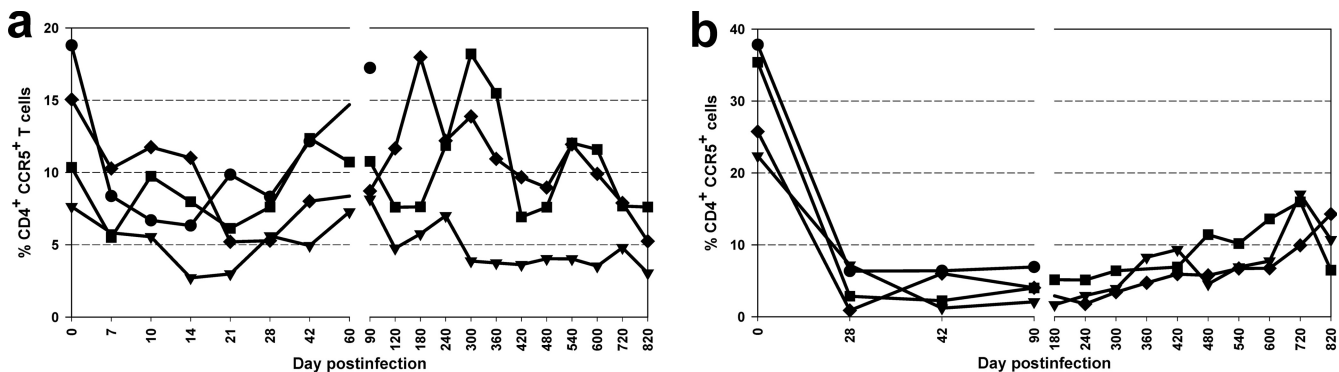 a
% CD4+ CCR5+ T cells
20
15
10
5
0
0 7 10 14 21 28 42 60 90 120 180 240 300 360 420 480 540 600 720 820
Day postinfection
b
% CD4+ CCR5+ cells
40
30
20
10
0
0 28 42 90 180 240 300 360 420 480 540 600 720 820
Day postinfection